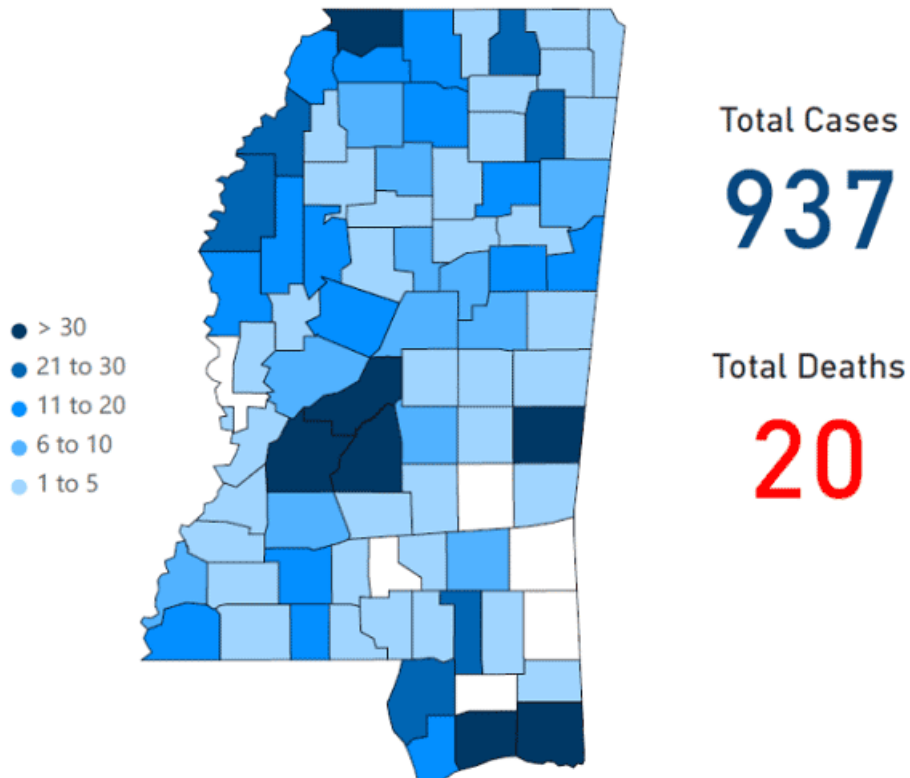 Total Cases
937
> 30
21 to 30
11 to 20
6 to 10
1 to 5
Total Deaths
20